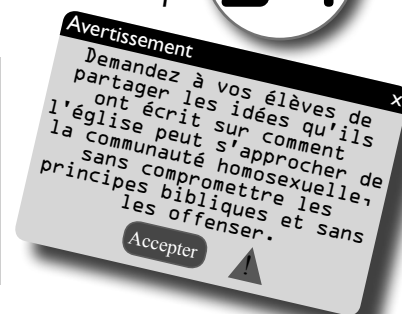 Avertissement
x
Demandez à vos élèves de
partager les idées qu'ils
ont écrit sur comment
l'église peut s'approcher de
la communauté homosexuelle,
sans compromettre les
principes bibliques et sans
les offenser.
Accepter
!